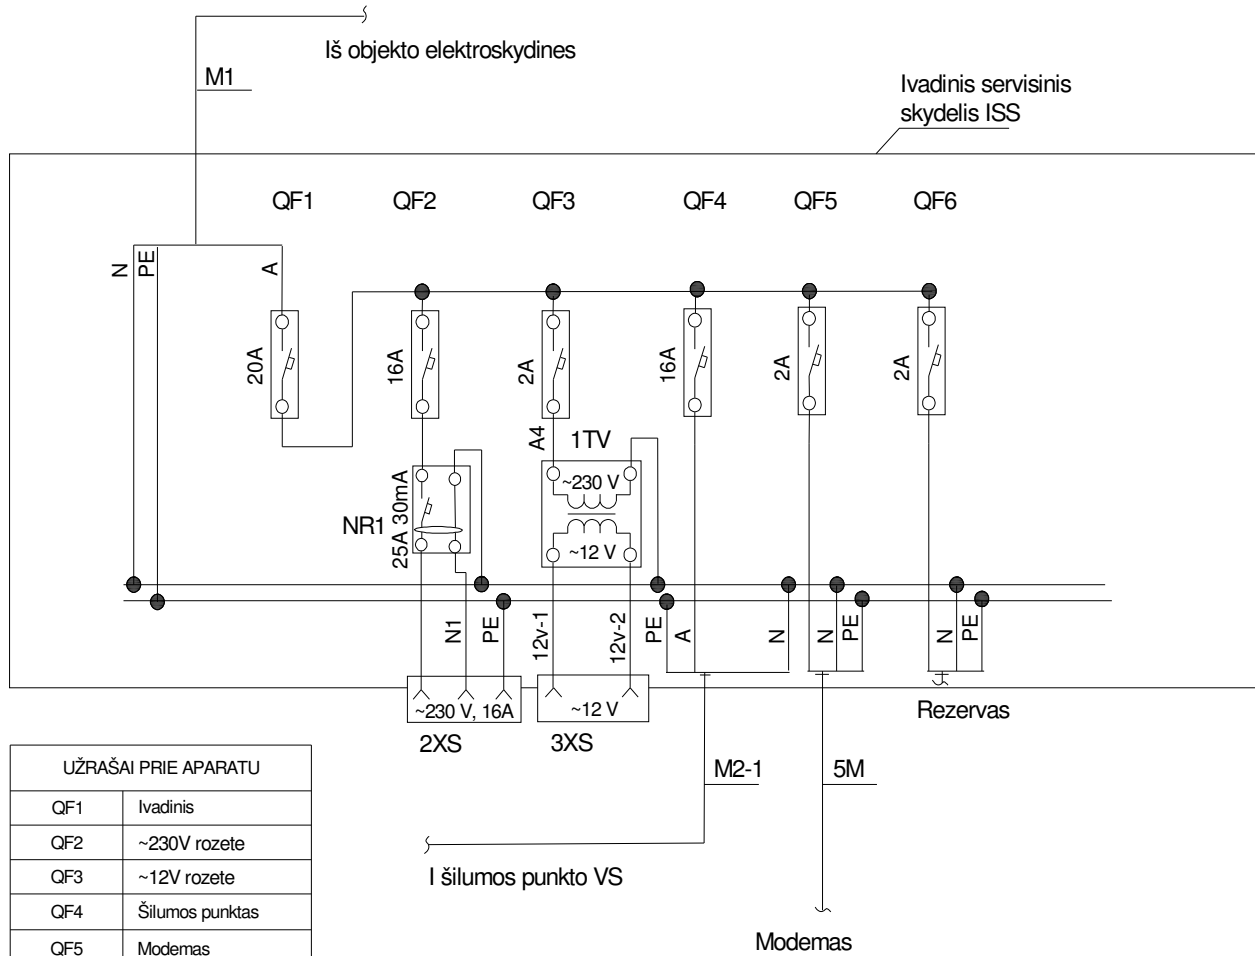 Iš objekto elektroskydines
M1
Ivadinis servisinis
skydelis ISS
QF1 QF2 QF3 QF4 QF5 QF6
N PE A
20A 16A 2A 16A 2A 2A
A4 1TV
~230 V
NR1 25A 30mA
~12 V
N1 PE 12v-1 12v-2 PE A N N PE N PE
~230 V, 16A ~12 V
Rezervas
2XS 3XS
M2-1 5M
I šilumos punkto VS
Modemas
UŽRAŠAI PRIE APARATU
QF1 Ivadinis
QF2 ~230V rozete
QF3 ~12V rozete
QF4 Šilumos punktas
QF5 Modemas